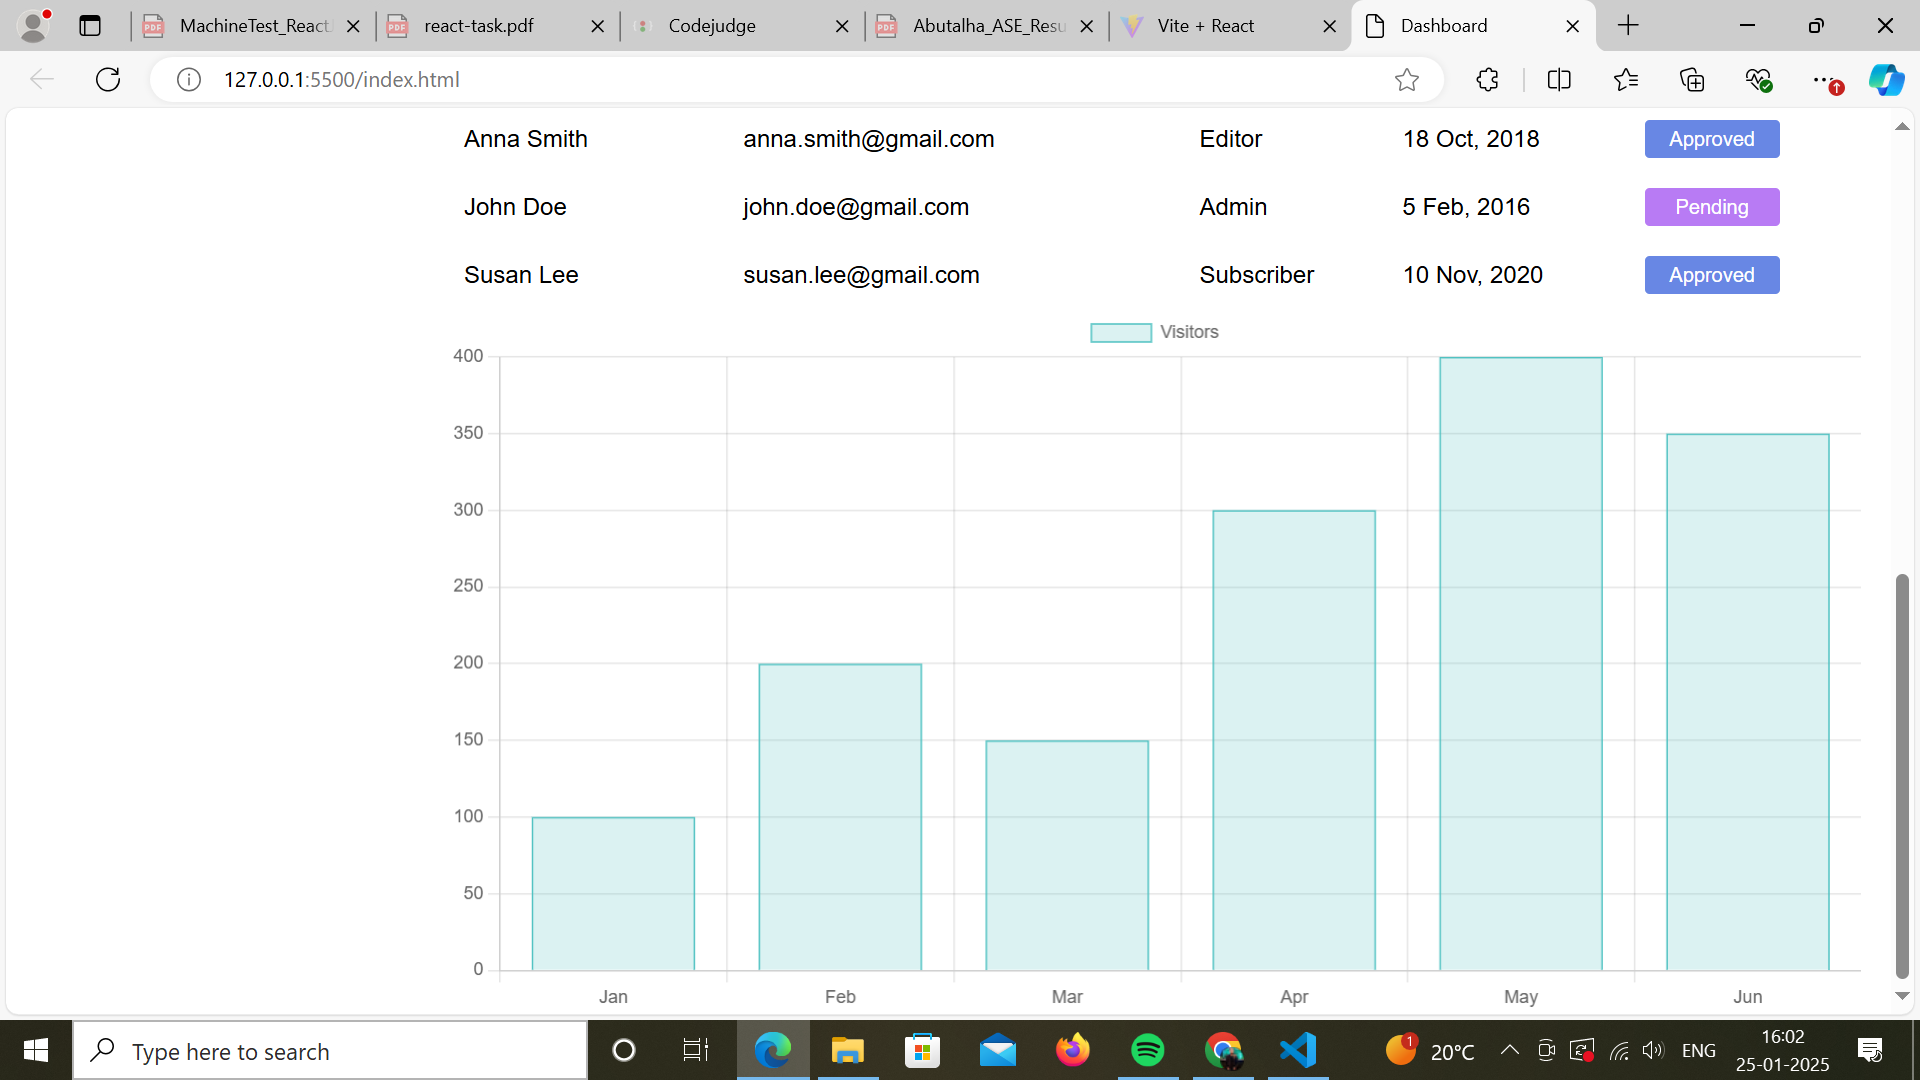 MachineTest_React
react-task.pdf
Codejudge
Abutalha_ASE_Resu
Vite + React
Dashboard
127.0.0.1:5500/index.html
Anna Smith anna.smith@gmail.com Editor 18 Oct, 2018 Approved
John Doe john.doe@gmail.com Admin 5 Feb, 2016 Pending
Susan Lee susan.lee@gmail.com Subscriber 10 Nov, 2020 Approved
Visitors
400
350
300
250
200
150
100
50
0
Jan Feb Mar Apr May Jun
Type here to search
1
20°C
ENG
16:02
25-01-2025